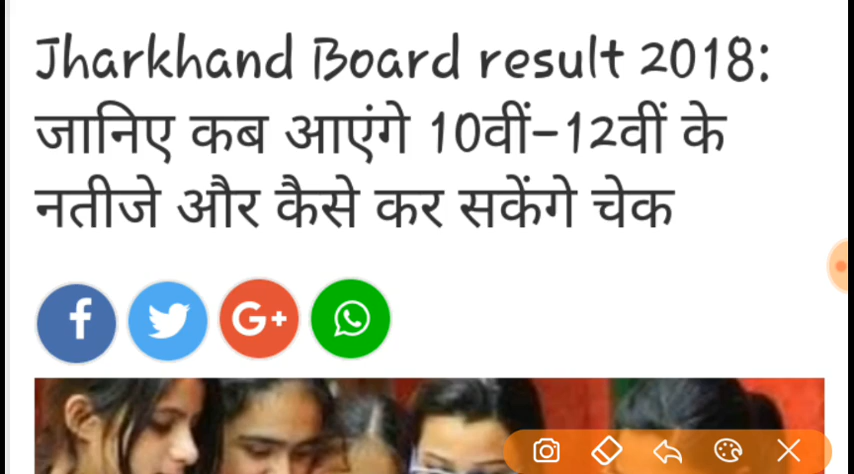 Jharkhand Board result 2018:
जानिए कब आएंगे 10वीं-12वीं के
नतीजे और कैसे कर सकेंगे चेक
f G+